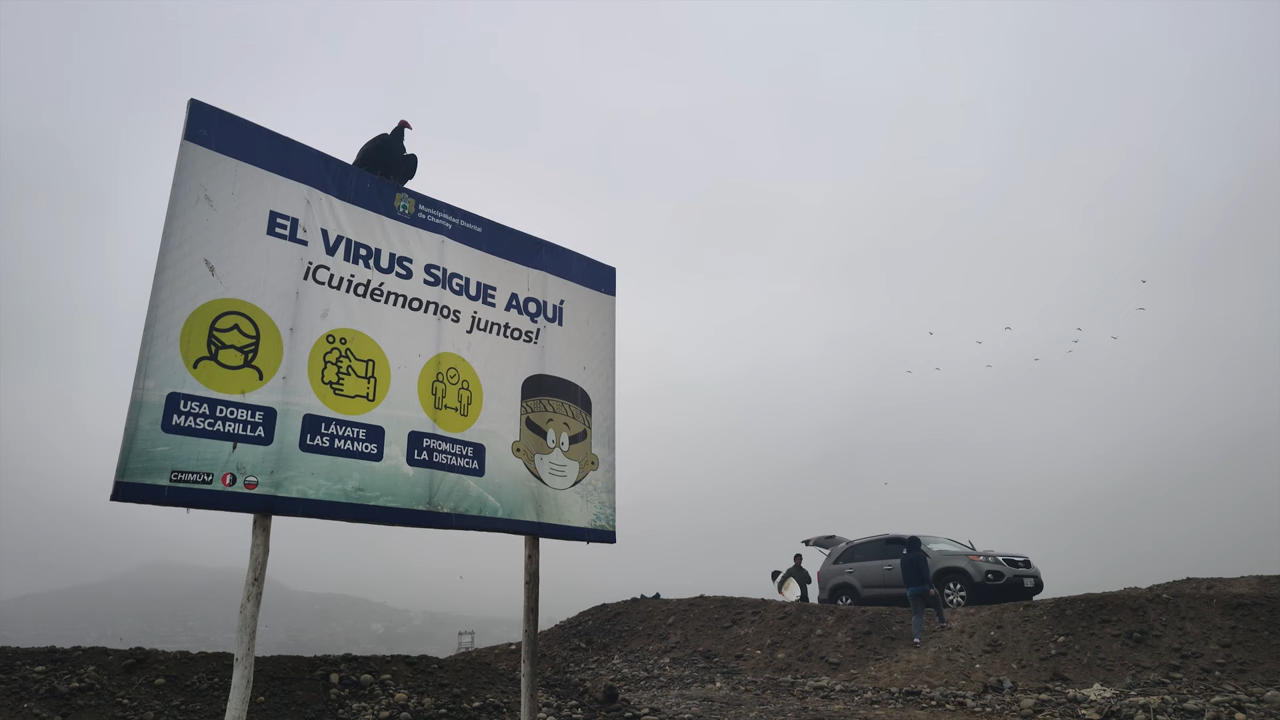 Municipalidad Distrital
de Chancay
EL VIRUS SIGUE AQUÍ
¡Cuidémonos juntos!
USA DOBLE
MASCARILLA
LÁVATE
LAS MANOS
PROMUEVE
LA DISTANCIA
CHIMÚ